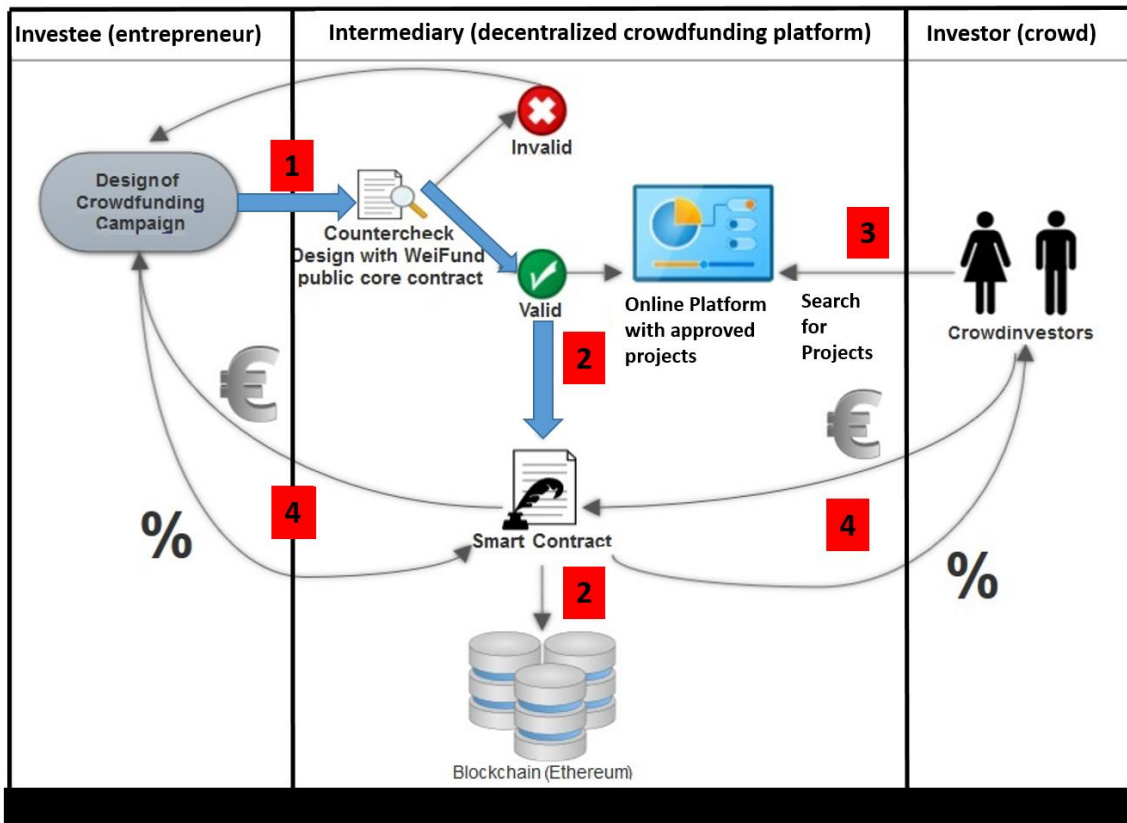 Investee (entrepreneur)
Intermediary (decentralized crowdfunding platform)
Investor (crowd)
Invalid
1
Design of
Crowdfunding
Campaign
Countercheck
Design with WeiFund
public core contract
Valid
2
Online Platform
with approved
projects
3
Search
for
Projects
Crowdinvestors
€
€
%
4
Smart Contract
4
%
2
Blockchain (Ethereum)